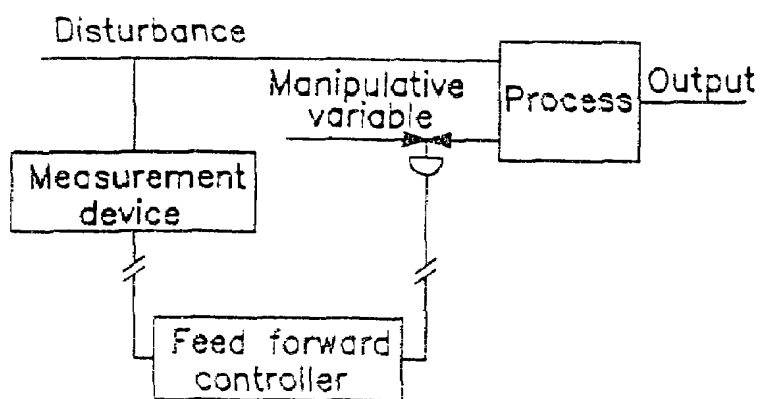 Disturbance
Manipulative
variable
Process
Output
Measurement
device
Feed forward
controller